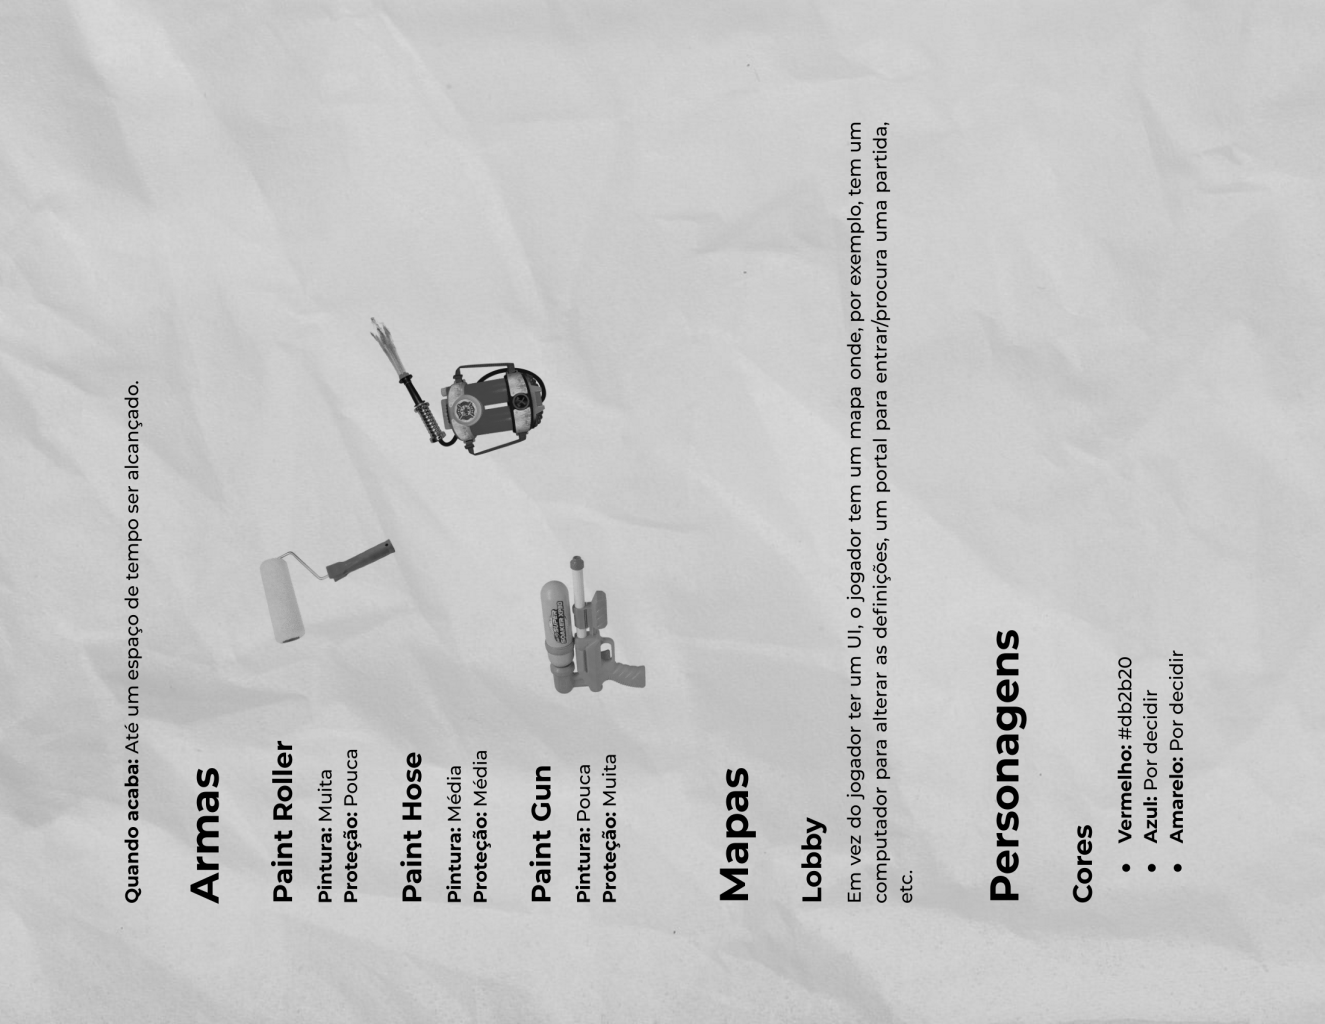 Quando acaba: Até um espaço de tempo ser alcançado.
Armas
Paint Roller
Pintura: Muita
Proteção: Pouca
Paint Hose
Pintura: Média
Proteção: Média
Paint Gun
Pintura: Pouca
Proteção: Muita
Mapas
Lobby
Em vez do jogador ter um UI, o jogador tem um mapa onde, por exemplo, tem um
computador para alterar as definições, um portal para entrar/procura uma partida,
etc.
Personagens
Cores
• Vermelho: #db2b20
• Azul: Por decidir
• Amarelo: Por decidir